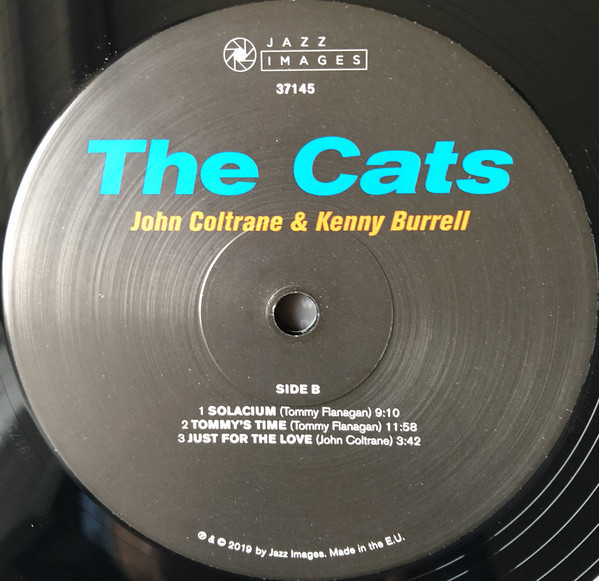 JAZZ
IMAGES
37145
The Cats
John Coltrane & Kenny Burrell
SIDE B
1 SOLACIUM (Tommy Flanagan) 9:10
2 TOMMY'S TIME (Tommy Flanagan) 11:58
3 JUST FOR THE LOVE (John Coltrane) 3:42
℗ & © 2019 by Jazz Images. Made in the E.U.